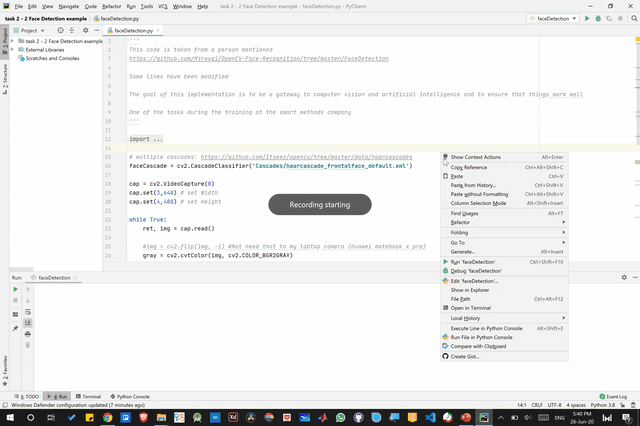 File Edit View Navigate Code Refactor Run Tools VCS Window Help
task 2 - 2 Face Detection example - faceDetection.py - PyCharm
task 2 - 2 Face Detection example
faceDetection.py
faceDetection
Project
faceDetection.py
task 2 - 2 Face Detection example
External Libraries
Scratches and Consoles
1: Project
Z: Structure
2: Favorites
'''
This code is taken from a person mentioned
https://github.com/Mjrovai/OpenCV-Face-Recognition/tree/master/FaceDetection
Some lines have been modified
The goal of this implementation is to be a gateway to computer vision and artificial intelligence and to ensure that things work well
One of the tasks during the training at the smart methods company
'''
import ...
# multiple cascades: https://github.com/Itseez/opencv/tree/master/data/haarcascades
faceCascade = cv2.CascadeClassifier('Cascades/haarcascade_frontalface_default.xml')
cap = cv2.VideoCapture(0)
cap.set(3,640) # set Width
cap.set(4,480) # set Height
while True:
ret, img = cap.read()
#img = cv2.flip(img, -1) #Not need that to my labtop camera (huawei matebook x pro)
gray = cv2.cvtColor(img, cv2.COLOR_BGR2GRAY)
Recording starting
Show Context Actions Alt+Enter
Copy Reference Ctrl+Alt+Shift+C
Paste Ctrl+V
Paste from History... Ctrl+Shift+V
Paste without Formatting Ctrl+Alt+Shift+V
Column Selection Mode Alt+Shift+Insert
Find Usages Alt+F7
Refactor
Folding
Go To
Generate... Alt+Insert
Run 'faceDetection' Ctrl+Shift+F10
Debug 'faceDetection'
Edit 'faceDetection'...
Show in Explorer
File Path Ctrl+Alt+F12
Open in Terminal
Local History
Execute Line in Python Console Alt+Shift+E
Run File in Python Console
Compare with Clipboard
Create Gist...
Run: faceDetection
6: TODO 4: Run Terminal Python Console
Event Log
Windows Defender configuration updated (7 minutes ago)
14:1 CRLF UTF-8 4 spaces Python 3.8
ENG
5:40 PM
26-Jun-20